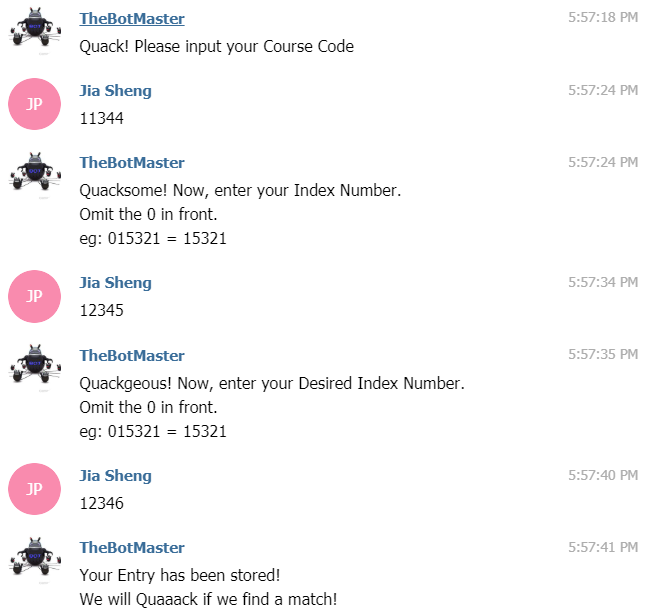 TheBotMaster 5:57:18 PM
Quack! Please input your Course Code
JP Jia Sheng 5:57:24 PM
11344
TheBotMaster 5:57:24 PM
Quacksome! Now, enter your Index Number.
Omit the 0 in front.
eg: 015321 = 15321
JP Jia Sheng 5:57:34 PM
12345
TheBotMaster 5:57:35 PM
Quackgeous! Now, enter your Desired Index Number.
Omit the 0 in front.
eg: 015321 = 15321
JP Jia Sheng 5:57:40 PM
12346
TheBotMaster 5:57:41 PM
Your Entry has been stored!
We will Quaaack if we find a match!